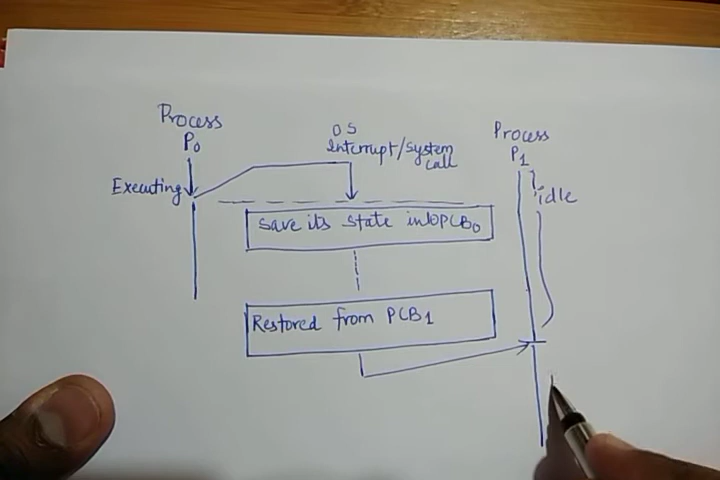 Process
P0
OS
Interrupt/System
call
Process
P1
Executing
idle
Save its state into PCB0
Restored from PCB1